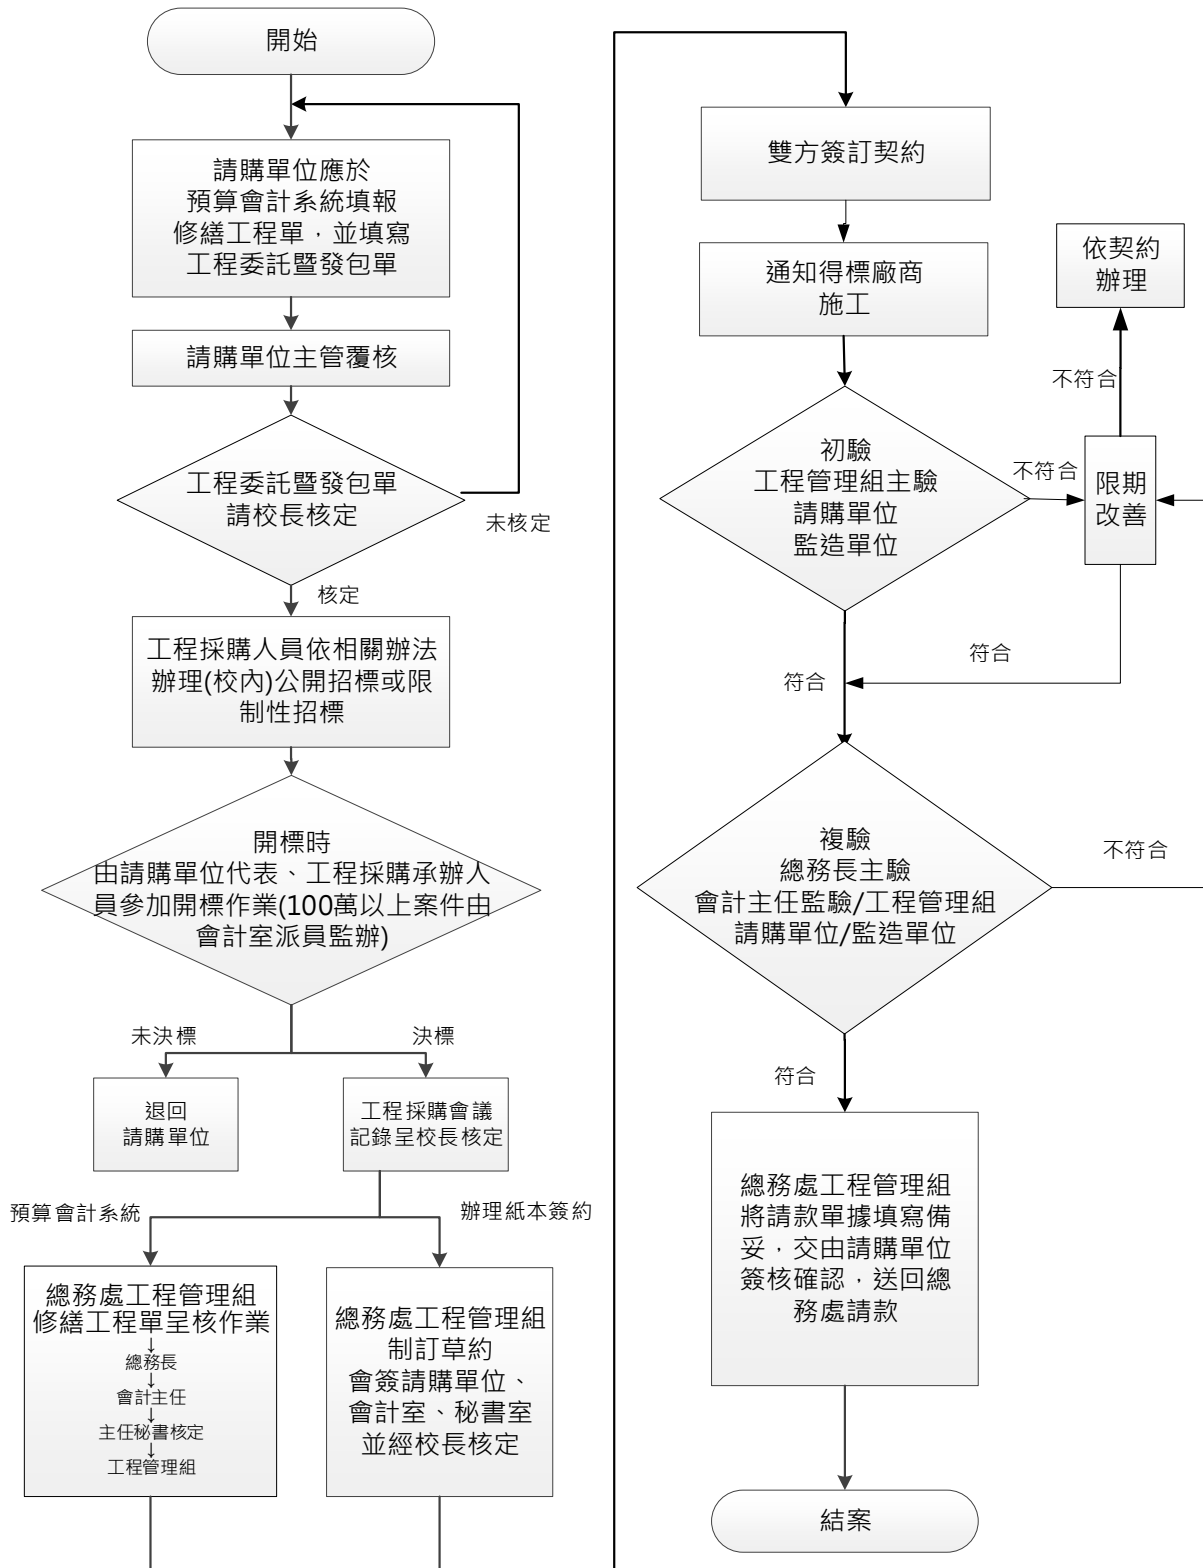 開始
請購單位應於
預算會計系統填報
修繕工程單，並填寫
工程委託暨發包單
請購單位主管覆核
工程委託暨發包單
請校長核定
未核定
核定
工程採購人員依相關辦法
辦理(校內)公開招標或限
制性招標
開標時
由請購單位代表、工程採購承辦人
員參加開標作業(100萬以上案件由
會計室派員監辦)
未決標
決標
退回
請購單位
工程採購會議
記錄呈校長核定
預算會計系統
辦理紙本簽約
總務處工程管理組
修繕工程單呈核作業
↓
總務長
↓
會計主任
↓
主任秘書核定
↓
工程管理組
總務處工程管理組
制訂草約
會簽請購單位、
會計室、秘書室
並經校長核定
雙方簽訂契約
通知得標廠商
施工
初驗
工程管理組主驗
請購單位
監造單位
不符合
限期
改善
不符合
依契約
辦理
符合
符合
複驗
總務長主驗
會計主任監驗/工程管理組
請購單位/監造單位
不符合
符合
總務處工程管理組
將請款單據填寫備
妥，交由請購單位
簽核確認，送回總
務處請款
結案